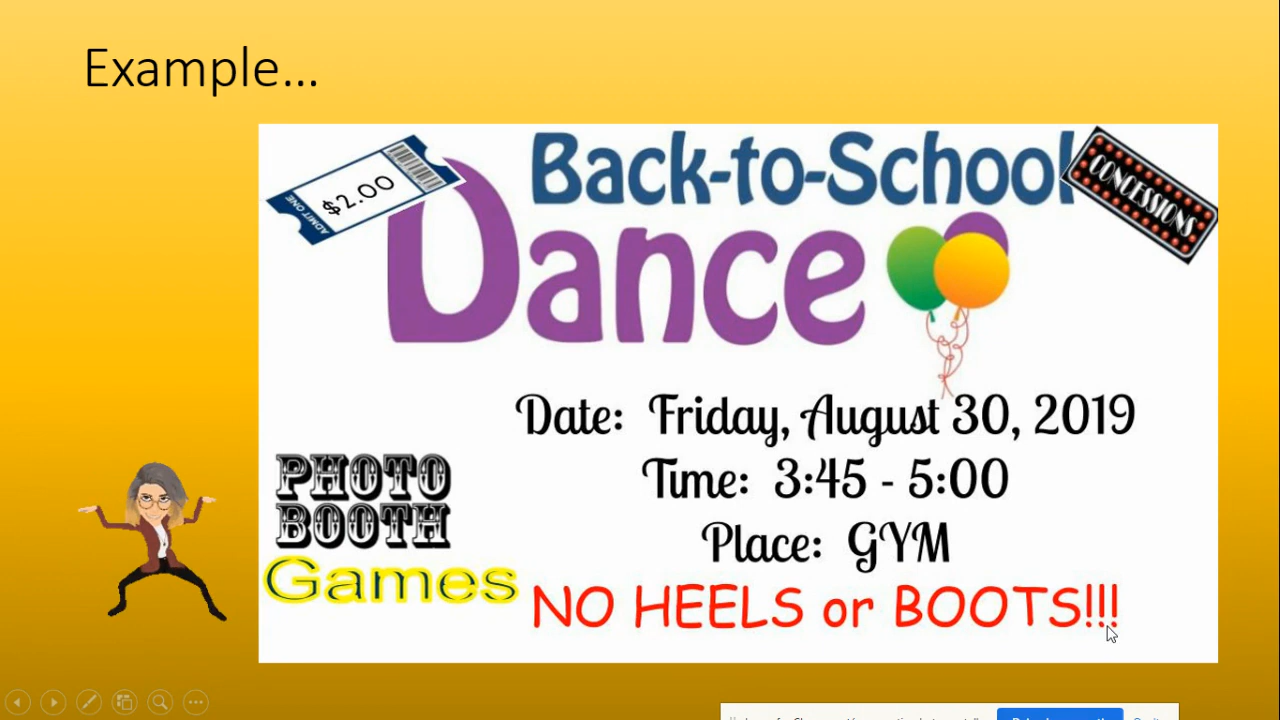 Example...
Back-to-School
Dance
ADMIT ONE
$2.00
CONCESSIONS
Date: Friday, August 30, 2019
Time: 3:45 - 5:00
Place: GYM
PHOTO
BOOTH
Games
NO HEELS or BOOTS!!!